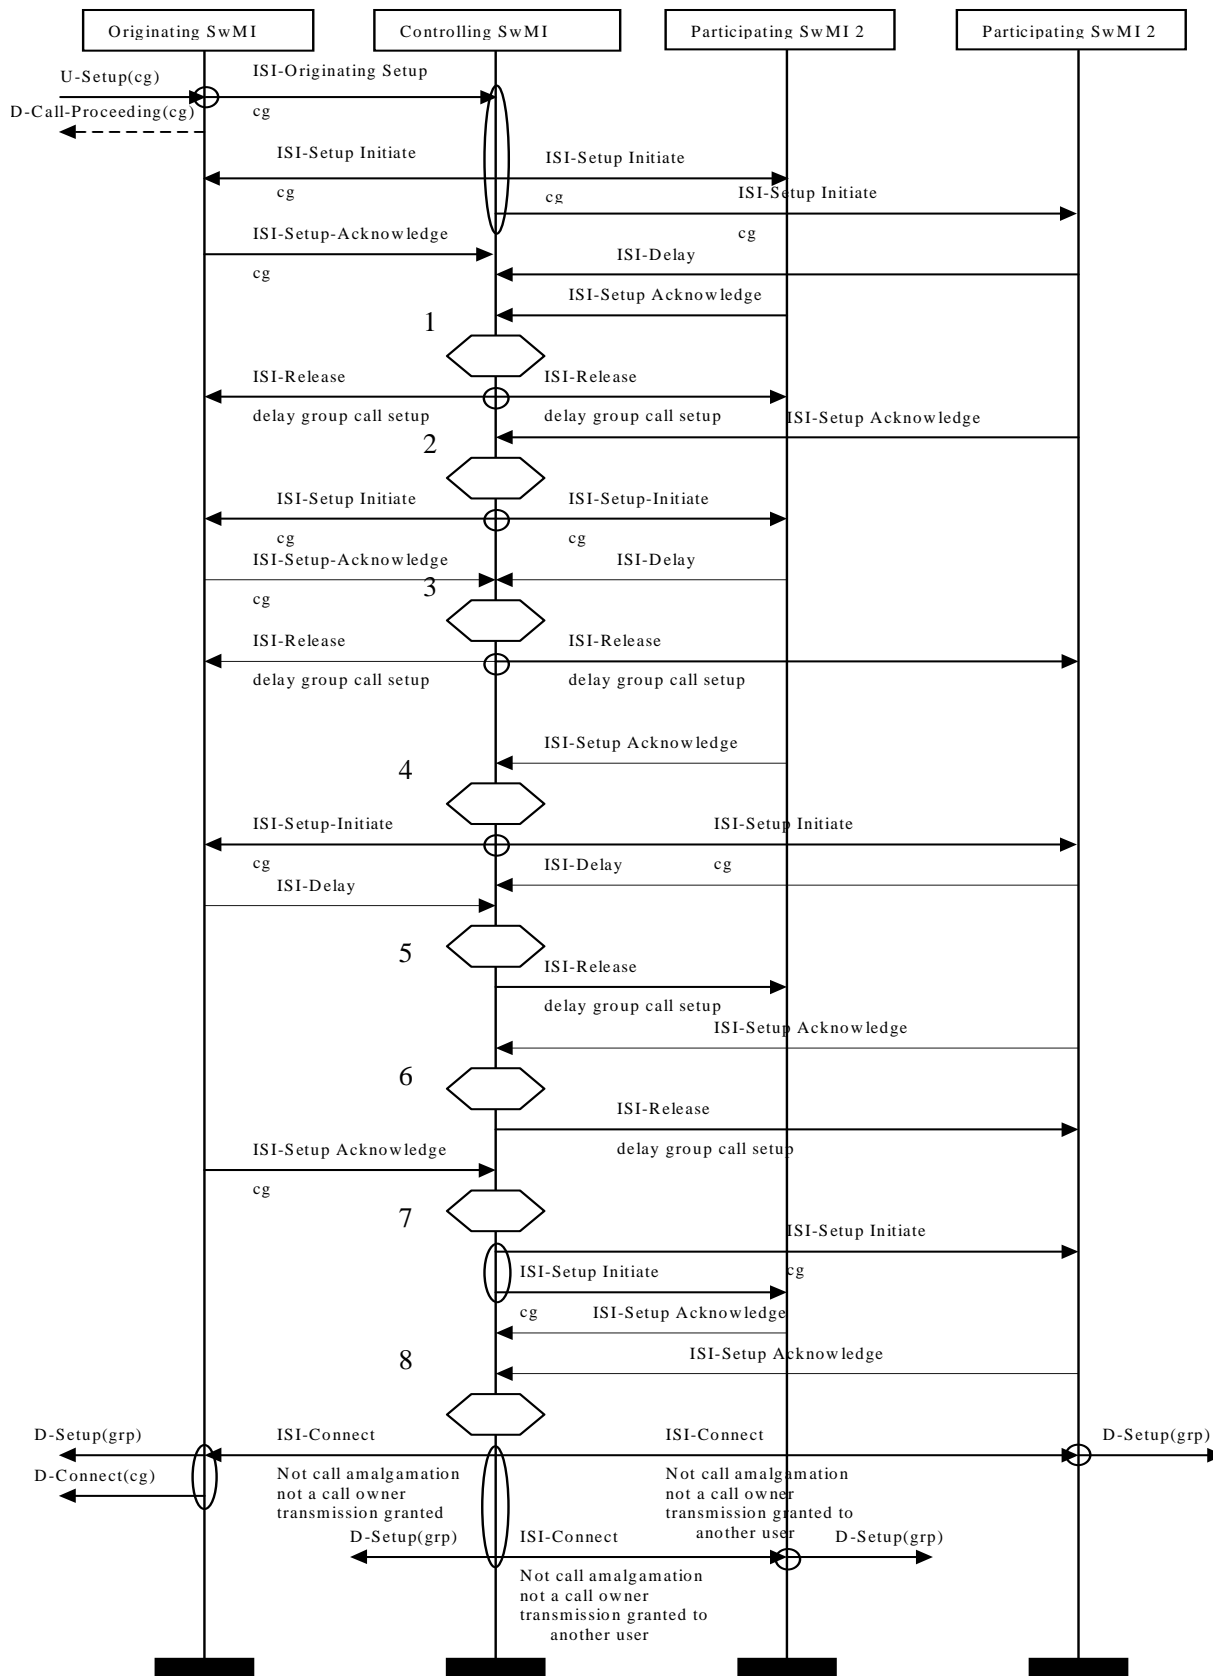 Originating SwMI
Controlling SwMI
Participating SwMI 2
Participating SwMI 2
U-Setup(cg)
ISI-Originating Setup
cg
D-Call-Proceeding(cg)
ISI-Setup Initiate
cg
ISI-Setup Initiate
cg
ISI-Setup Initiate
cg
ISI-Setup-Acknowledge
cg
ISI-Delay
ISI-Setup Acknowledge
1
ISI-Release
delay group call setup
ISI-Release
delay group call setup
ISI-Setup Acknowledge
2
ISI-Setup Initiate
cg
ISI-Setup-Initiate
cg
ISI-Setup-Acknowledge
cg
ISI-Delay
3
ISI-Release
delay group call setup
ISI-Release
delay group call setup
ISI-Setup Acknowledge
4
ISI-Setup-Initiate
cg
ISI-Setup Initiate
cg
ISI-Delay
ISI-Delay
5
ISI-Release
delay group call setup
ISI-Setup Acknowledge
6
ISI-Release
delay group call setup
ISI-Setup Acknowledge
cg
7
ISI-Setup Initiate
cg
ISI-Setup Initiate
cg
ISI-Setup Acknowledge
ISI-Setup Acknowledge
8
D-Setup(grp)
ISI-Connect
ISI-Connect
D-Setup(grp)
D-Connect(cg)
Not call amalgamation
not a call owner
transmission granted
Not call amalgamation
not a call owner
transmission granted to
another user
D-Setup(grp)
ISI-Connect
D-Setup(grp)
Not call amalgamation
not a call owner
transmission granted to
another user